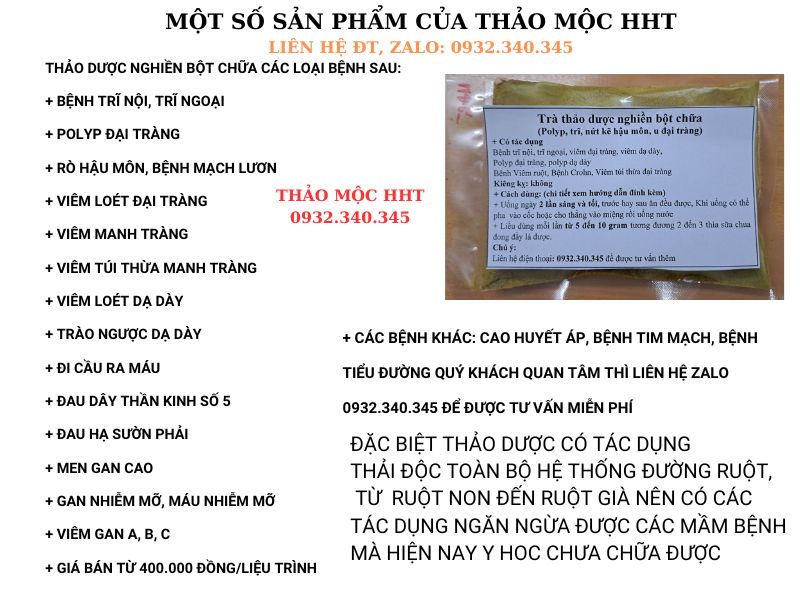 MỘT SỐ SẢN PHẨM CỦA THẢO MỘC HHT
LIÊN HỆ ĐT, ZALO: 0932.340.345
THẢO DƯỢC NGHIỀN BỘT CHỮA CÁC LOẠI BỆNH SAU:
+ BỆNH TRĨ NỘI, TRĨ NGOẠI
+ POLYP ĐẠI TRÀNG
+ RÒ HẬU MÔN, BỆNH MẠCH LƯƠN
+ VIÊM LOÉT ĐẠI TRÀNG
+ VIÊM MANH TRÀNG
+ VIÊM TÚI THỪA MANH TRÀNG
+ VIÊM LOÉT DẠ DÀY
+ TRÀO NGƯỢC DẠ DÀY
+ ĐI CẦU RA MÁU
+ ĐAU DÂY THẦN KINH SỐ 5
+ ĐAU HẠ SƯỜN PHẢI
+ MEN GAN CAO
+ GAN NHIỄM MỠ, MÁU NHIỄM MỠ
+ VIÊM GAN A, B, C
+ GIÁ BÁN TỪ 400.000 ĐỒNG/LIỆU TRÌNH
THẢO MỘC HHT
0932.340.345
Trà thảo dược nghiền bột chữa
(Polyp, trĩ, nứt kẽ hậu môn, u đại tràng)
+ Có tác dụng
Bệnh trĩ nội, trĩ ngoại, viêm đại tràng, viêm dạ dày,
Polyp đại tràng, polyp dạ dày
Bệnh Viêm ruột, Bệnh Crohn, Viêm túi thừa đại tràng
Kiêng kỵ: không
+ Cách dùng: (chi tiết xem hướng dẫn đính kèm)
+ Uống ngày 2 lần sáng và tối, trước hay sau ăn đều được, Khi uống có thể
pha vào cốc hoặc cho thẳng vào miệng rồi uống nước
+ Liều dùng mỗi lần từ 5 đến 10 gram tương đương 2 đến 3 thìa sữa chua
đong đầy là được.
Chú ý:
Liên hệ điện thoại: 0932.340.345 để được tư vấn thêm
+ CÁC BỆNH KHÁC: CAO HUYẾT ÁP, BỆNH TIM MẠCH, BỆNH
TIỂU ĐƯỜNG QUÝ KHÁCH QUAN TÂM THÌ LIÊN HỆ ZALO
0932.340.345 ĐỂ ĐƯỢC TƯ VẤN MIỄN PHÍ
ĐẶC BIỆT THẢO DƯỢC CÓ TÁC DỤNG
THẢI ĐỘC TOÀN BỘ HỆ THỐNG ĐƯỜNG RUỘT,
TỪ RUỘT NON ĐẾN RUỘT GIÀ NÊN CÓ CÁC
TÁC DỤNG NGĂN NGỪA ĐƯỢC CÁC MẦM BỆNH
MÀ HIỆN NAY Y HOC CHƯA CHỮA ĐƯỢC